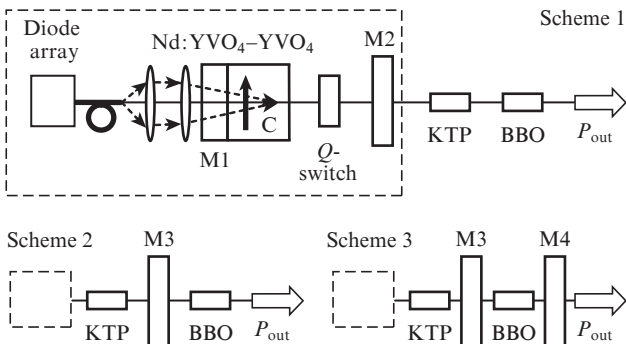 Scheme 1
Diode
array
Nd:YVO₄–YVO₄
M2
M1
C
Q-
switch
KTP
BBO
Pout
Scheme 2
M3
KTP
BBO
Pout
Scheme 3
M3
M4
KTP
BBO
Pout